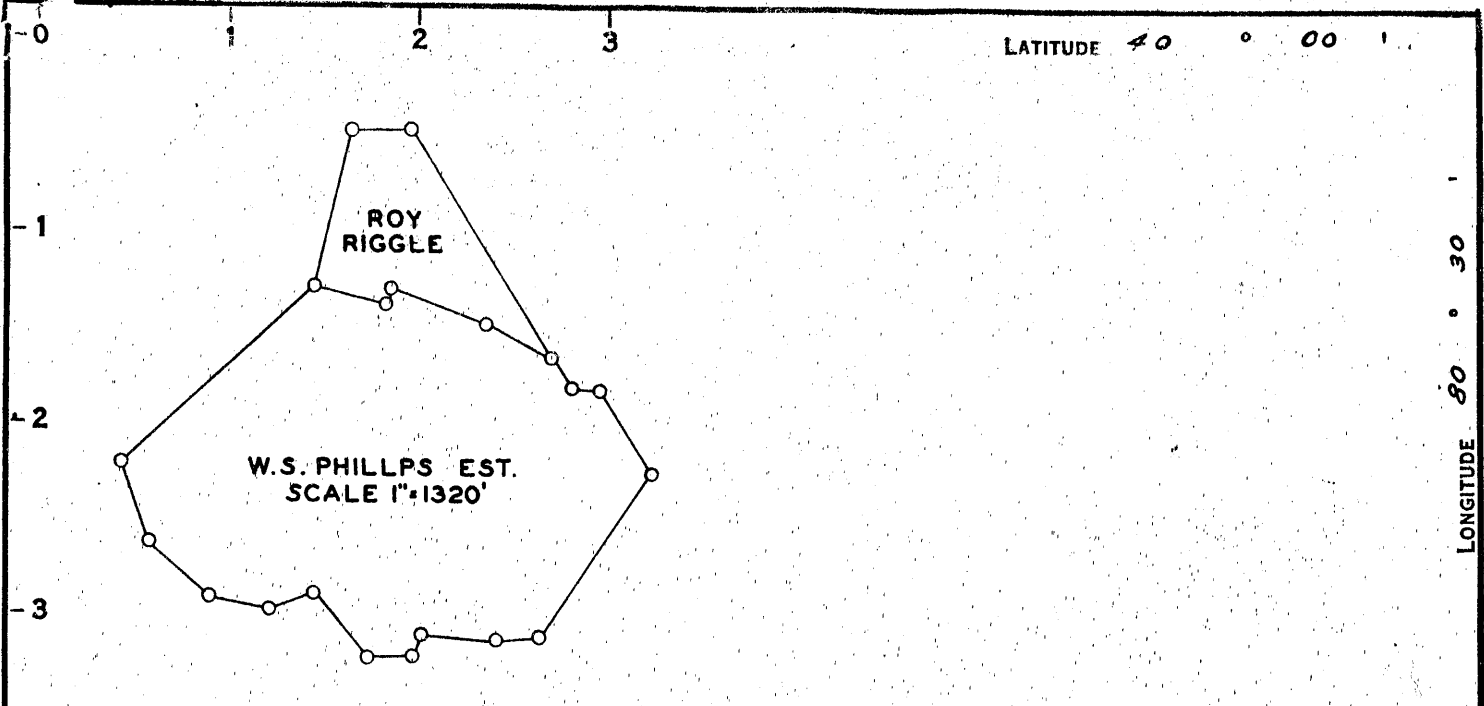 -0 1 2 3 LATITUDE 40 ° 00 '
-1
-2
-3
ROY
RIGGLE
W.S. PHILLPS EST.
SCALE 1"=1320'
LONGITUDE 80 ° 30 '